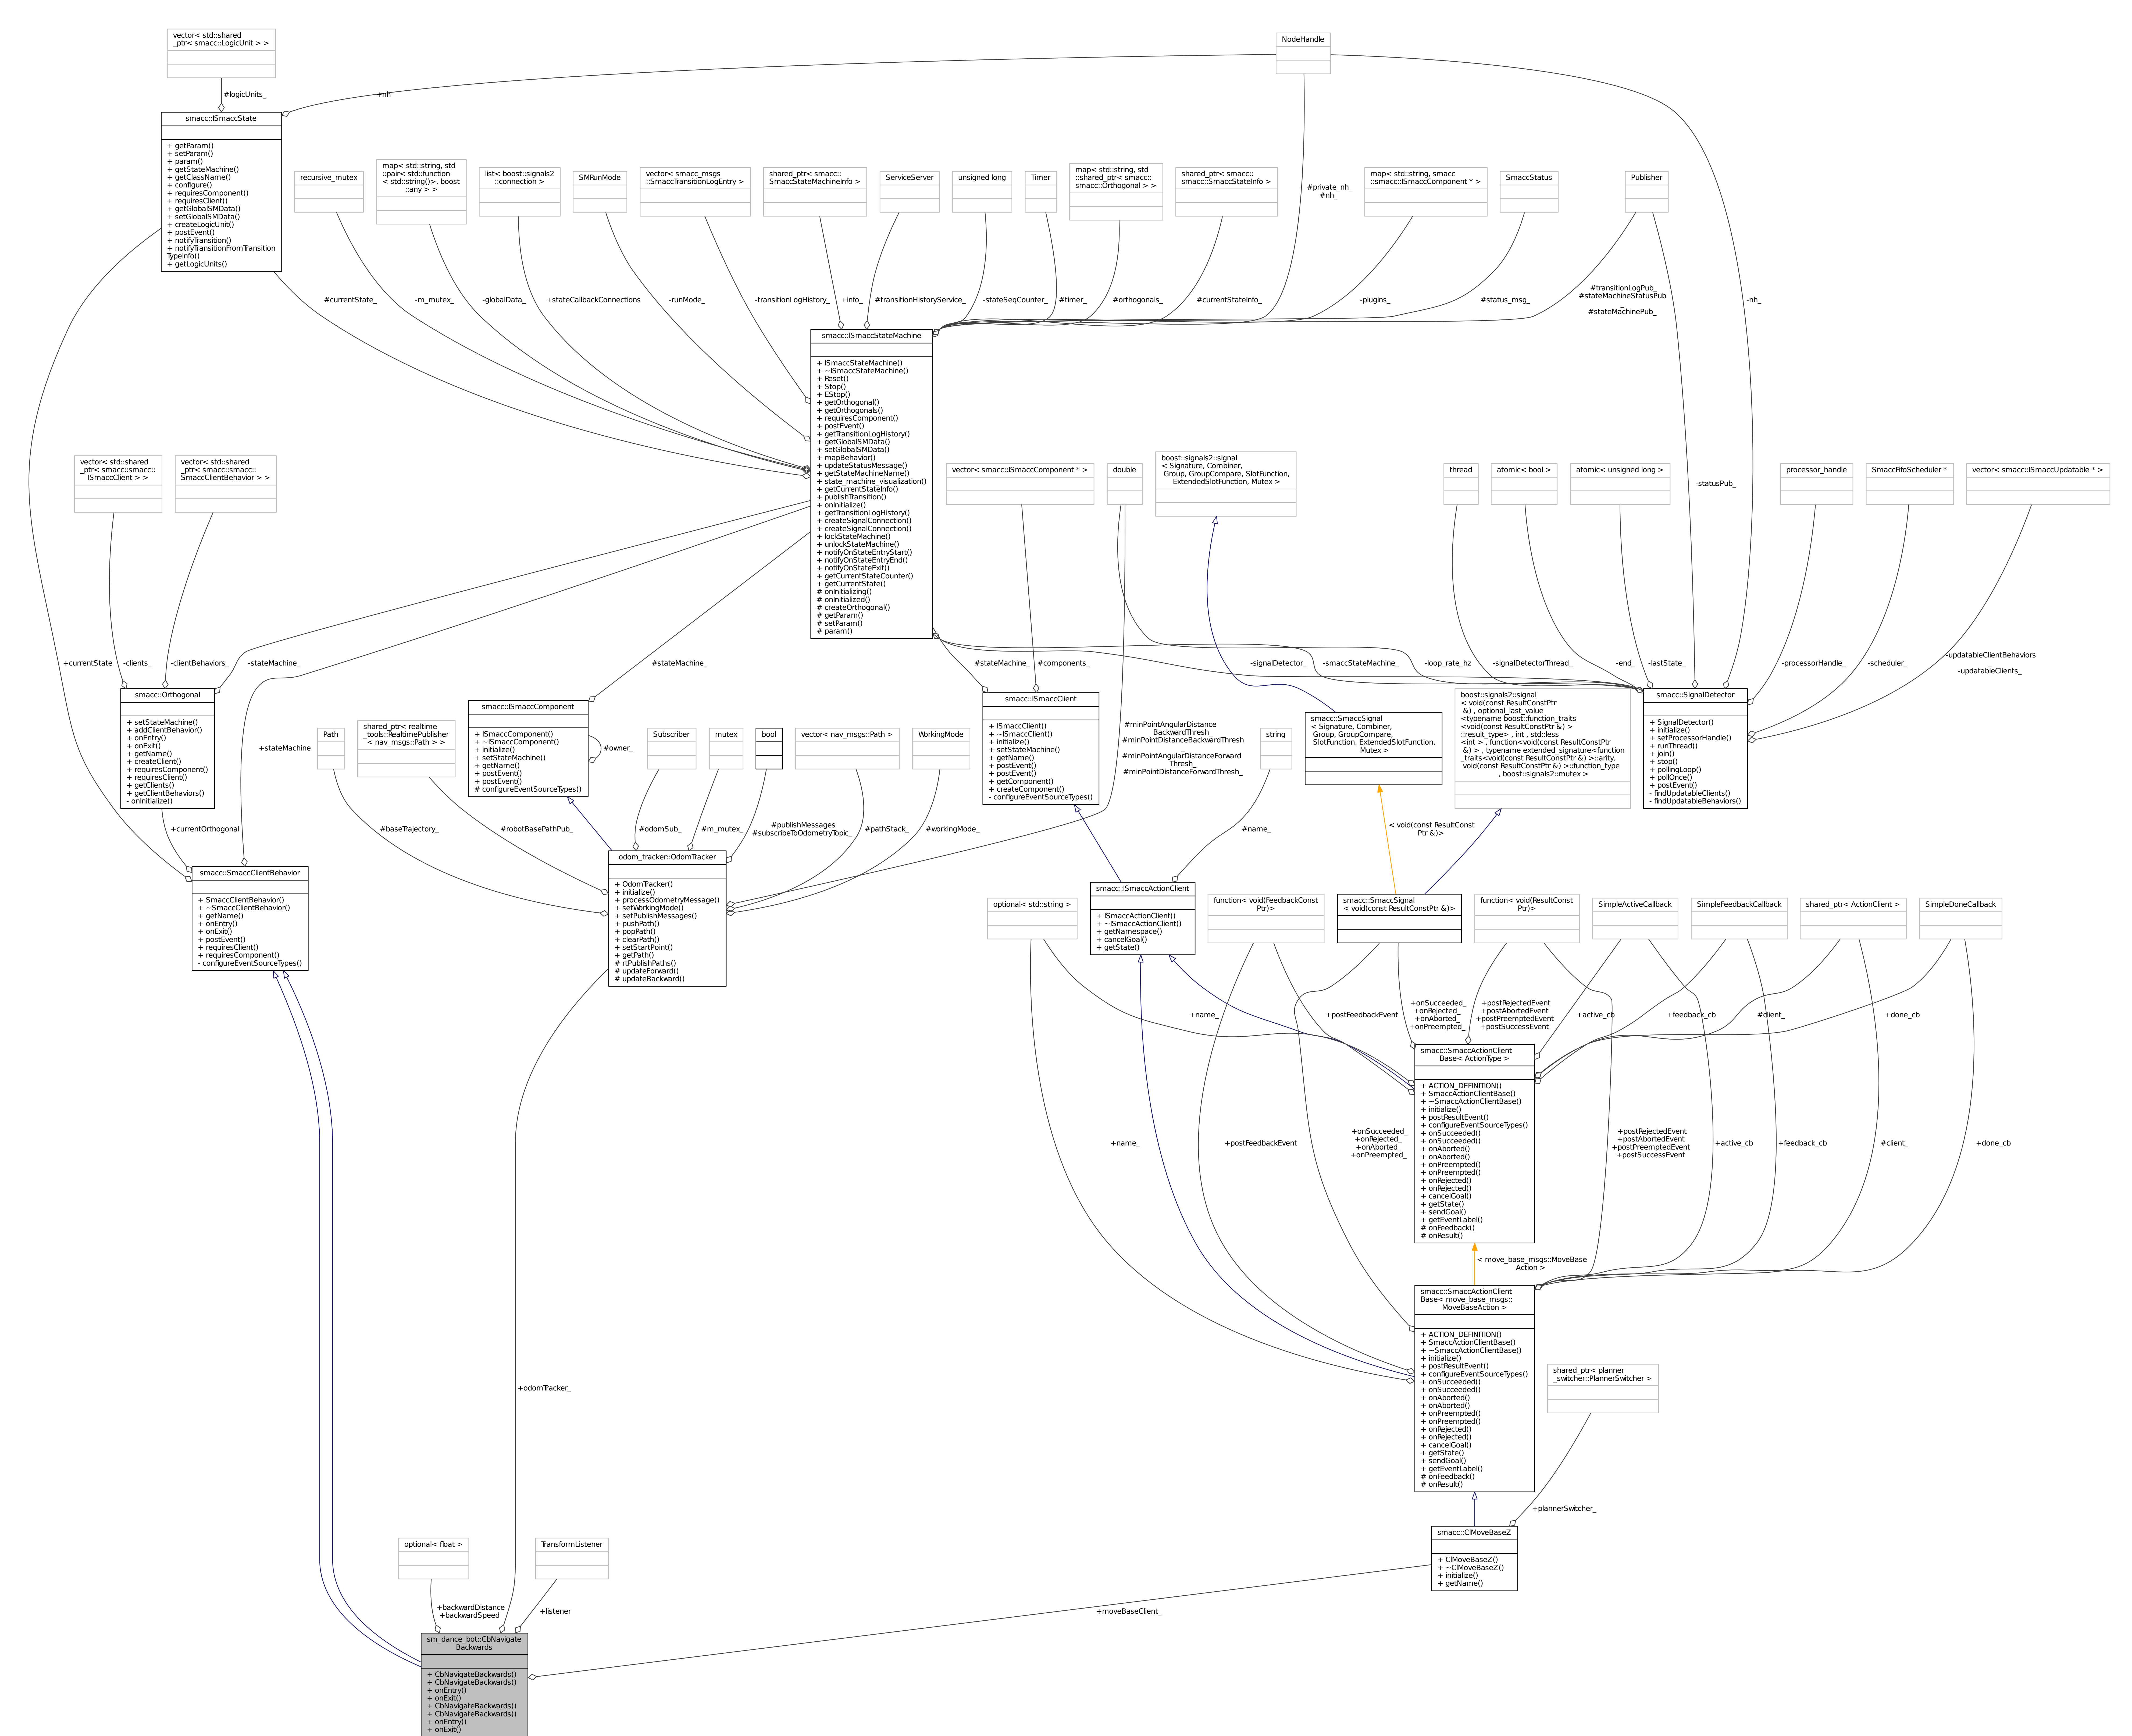 vector< std::shared
_ptr< smacc::LogicUnit > >
NodeHandle
#logicUnits_
+nh
smacc::ISmaccState
+ getParam()
+ setParam()
+ param()
+ getStateMachine()
+ getClassName()
+ configure()
+ requiresComponent()
+ requiresClient()
+ getGlobalSMData()
+ setGlobalSMData()
+ createLogicUnit()
+ postEvent()
+ notifyTransition()
+ notifyTransitionFromTransition
TypeInfo()
+ getLogicUnits()
recursive_mutex
map< std::string, std
::pair< std::function
< std::string()>, boost
::any > >
list< boost::signals2
::connection >
SMRunMode
vector< smacc_msgs
::SmaccTransitionLogEntry >
shared_ptr< smacc::
SmaccStateMachineInfo >
ServiceServer
unsigned long
Timer
map< std::string, std
::shared_ptr< smacc::
smacc::Orthogonal > >
shared_ptr< smacc::
smacc::SmaccStateInfo >
#private_nh_
#nh_
map< std::string, smacc
::smacc::ISmaccComponent * >
SmaccStatus
Publisher
#currentState_
-m_mutex_
-globalData_
+stateCallbackConnections
-runMode_
-transitionLogHistory_
+info_
#transitionHistoryService_
-stateSeqCounter_
#timer_
#orthogonals_
#currentStateInfo_
-plugins_
#status_msg_
#transitionLogPub_
#stateMachineStatusPub
_
#stateMachinePub_
-nh_
smacc::ISmaccStateMachine
+ ISmaccStateMachine()
+ ~ISmaccStateMachine()
+ Reset()
+ Stop()
+ EStop()
+ getOrthogonal()
+ getOrthogonals()
+ requiresComponent()
+ postEvent()
+ getTransitionLogHistory()
+ getGlobalSMData()
+ setGlobalSMData()
+ mapBehavior()
+ updateStatusMessage()
+ getStateMachineName()
+ state_machine_visualization()
+ getCurrentStateInfo()
+ publishTransition()
+ onInitialize()
+ getTransitionLogHistory()
+ createSignalConnection()
+ createSignalConnection()
+ lockStateMachine()
+ unlockStateMachine()
+ notifyOnStateEntryStart()
+ notifyOnStateEntryEnd()
+ notifyOnStateExit()
+ getCurrentStateCounter()
+ getCurrentState()
# onInitializing()
# onInitialized()
# createOrthogonal()
# getParam()
# setParam()
# param()
vector< std::shared
_ptr< smacc::smacc::
ISmaccClient > >
vector< std::shared
_ptr< smacc::smacc::
SmaccClientBehavior > >
vector< smacc::ISmaccComponent * >
double
boost::signals2::signal
< Signature, Combiner,
Group, GroupCompare, SlotFunction,
ExtendedSlotFunction, Mutex >
thread
atomic< bool >
atomic< unsigned long >
-statusPub_
processor_handle
SmaccFifoScheduler *
vector< smacc::ISmaccUpdatable * >
+currentState
-clients_
-clientBehaviors_
-stateMachine_
#stateMachine_
#stateMachine_
#components_
-signalDetector_
-smaccStateMachine_
-loop_rate_hz
-signalDetectorThread_
-end_
-lastState_
-processorHandle_
-scheduler_
-updatableClientBehaviors
_
-updatableClients_
smacc::Orthogonal
+ setStateMachine()
+ addClientBehavior()
+ onEntry()
+ onExit()
+ getName()
+ createClient()
+ requiresComponent()
+ requiresClient()
+ getClients()
+ getClientBehaviors()
- onInitialize()
+stateMachine
Path
shared_ptr< realtime
_tools::RealtimePublisher
< nav_msgs::Path > >
smacc::ISmaccComponent
+ ISmaccComponent()
+ ~ISmaccComponent()
+ initialize()
+ setStateMachine()
+ getName()
+ postEvent()
+ postEvent()
# configureEventSourceTypes()
#owner_
Subscriber
mutex
bool
vector< nav_msgs::Path >
WorkingMode
smacc::ISmaccClient
+ ISmaccClient()
+ ~ISmaccClient()
+ initialize()
+ setStateMachine()
+ getName()
+ postEvent()
+ postEvent()
+ getComponent()
+ createComponent()
- configureEventSourceTypes()
#minPointAngularDistance
BackwardThresh_
#minPointDistanceBackwardThresh
_
#minPointAngularDistanceForward
Thresh_
#minPointDistanceForwardThresh_
string
smacc::SmaccSignal
< Signature, Combiner,
Group, GroupCompare,
SlotFunction, ExtendedSlotFunction,
Mutex >
boost::signals2::signal
< void(const ResultConstPtr
&) , optional_last_value
<typename boost::function_traits
<void(const ResultConstPtr &) >
::result_type> , int , std::less
<int > , function<void(const ResultConstPtr
&) > , typename extended_signature<function
_traits<void(const ResultConstPtr &) >::arity,
void(const ResultConstPtr &) >::function_type
, boost::signals2::mutex >
smacc::SignalDetector
+ SignalDetector()
+ initialize()
+ setProcessorHandle()
+ runThread()
+ join()
+ stop()
+ pollingLoop()
+ pollOnce()
+ postEvent()
- findUpdatableClients()
- findUpdatableBehaviors()
+currentOrthogonal
#baseTrajectory_
#robotBasePathPub_
#odomSub_
#m_mutex_
#publishMessages
#subscribeToOdometryTopic_
#pathStack_
#workingMode_
#name_
< void(const ResultConst
Ptr &)>
smacc::SmaccClientBehavior
+ SmaccClientBehavior()
+ ~SmaccClientBehavior()
+ getName()
+ onEntry()
+ onExit()
+ postEvent()
+ requiresClient()
+ requiresComponent()
- configureEventSourceTypes()
odom_tracker::OdomTracker
+ OdomTracker()
+ initialize()
+ processOdometryMessage()
+ setWorkingMode()
+ setPublishMessages()
+ pushPath()
+ popPath()
+ clearPath()
+ setStartPoint()
+ getPath()
# rtPublishPaths()
# updateForward()
# updateBackward()
optional< std::string >
smacc::ISmaccActionClient
+ ISmaccActionClient()
+ ~ISmaccActionClient()
+ getNamespace()
+ cancelGoal()
+ getState()
function< void(FeedbackConst
Ptr)>
smacc::SmaccSignal
< void(const ResultConstPtr &)>
function< void(ResultConst
Ptr)>
SimpleActiveCallback
SimpleFeedbackCallback
shared_ptr< ActionClient >
SimpleDoneCallback
+name_
+postFeedbackEvent
+onSucceeded_
+onRejected_
+onAborted_
+onPreempted_
+postRejectedEvent
+postAbortedEvent
+postPreemptedEvent
+postSuccessEvent
+active_cb
+feedback_cb
#client_
+done_cb
smacc::SmaccActionClient
Base< ActionType >
+ ACTION_DEFINITION()
+ SmaccActionClientBase()
+ ~SmaccActionClientBase()
+ initialize()
+ postResultEvent()
+ configureEventSourceTypes()
+ onSucceeded()
+ onSucceeded()
+ onAborted()
+ onAborted()
+ onPreempted()
+ onPreempted()
+ onRejected()
+ onRejected()
+ cancelGoal()
+ getState()
+ sendGoal()
+ getEventLabel()
# onFeedback()
# onResult()
+name_
+postFeedbackEvent
+onSucceeded_
+onRejected_
+onAborted_
+onPreempted_
+postRejectedEvent
+postAbortedEvent
+postPreemptedEvent
+postSuccessEvent
+active_cb
+feedback_cb
#client_
+done_cb
< move_base_msgs::MoveBase
Action >
smacc::SmaccActionClient
Base< move_base_msgs::
MoveBaseAction >
+ ACTION_DEFINITION()
+ SmaccActionClientBase()
+ ~SmaccActionClientBase()
+ initialize()
+ postResultEvent()
+ configureEventSourceTypes()
+ onSucceeded()
+ onSucceeded()
+ onAborted()
+ onAborted()
+ onPreempted()
+ onPreempted()
+ onRejected()
+ onRejected()
+ cancelGoal()
+ getState()
+ sendGoal()
+ getEventLabel()
# onFeedback()
# onResult()
shared_ptr< planner
_switcher::PlannerSwitcher >
+odomTracker_
+plannerSwitcher_
smacc::ClMoveBaseZ
+ ClMoveBaseZ()
+ ~ClMoveBaseZ()
+ initialize()
+ getName()
optional< float >
TransformListener
+backwardDistance
+backwardSpeed
+listener
+moveBaseClient_
sm_dance_bot::CbNavigate
Backwards
+ CbNavigateBackwards()
+ CbNavigateBackwards()
+ onEntry()
+ onExit()
+ CbNavigateBackwards()
+ CbNavigateBackwards()
+ onEntry()
+ onExit()